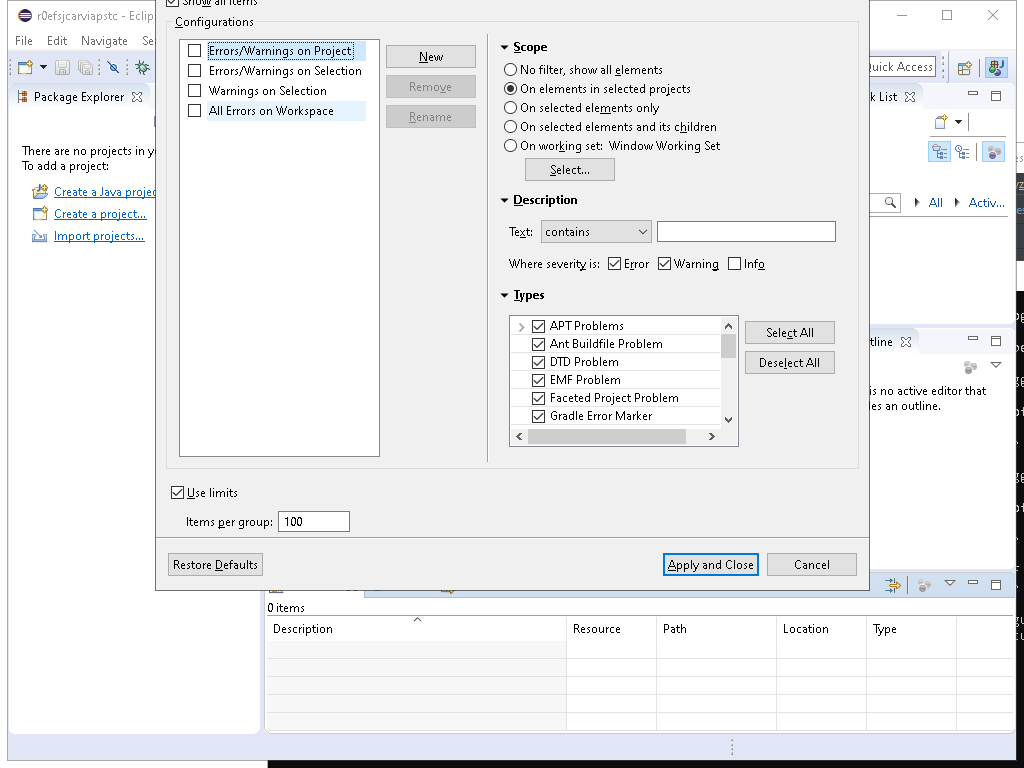 Show all items
r0efsjcarviapstc - Eclip
Configurations
File Edit Navigate Se
Errors/Warnings on Project
New
Scope
Errors/Warnings on Selection
No filter, show all elements
Quick Access
Warnings on Selection
Remove
On elements in selected projects
Package Explorer
k List
All Errors on Workspace
Rename
On selected elements only
On selected elements and its children
On working set: Window Working Set
There are no projects in y
To add a project:
Select...
Create a Java projec
Description
All
Activ...
Create a project...
Text:
contains
Import projects...
Where severity is:
Error
Warning
Info
Types
APT Problems
Select All
Ant Buildfile Problem
tline
DTD Problem
Deselect All
EMF Problem
is no active editor that
Faceted Project Problem
des an outline.
Gradle Error Marker
Use limits
Items per group:
100
Restore Defaults
Apply and Close
Cancel
0 items
Description
Resource
Path
Location
Type